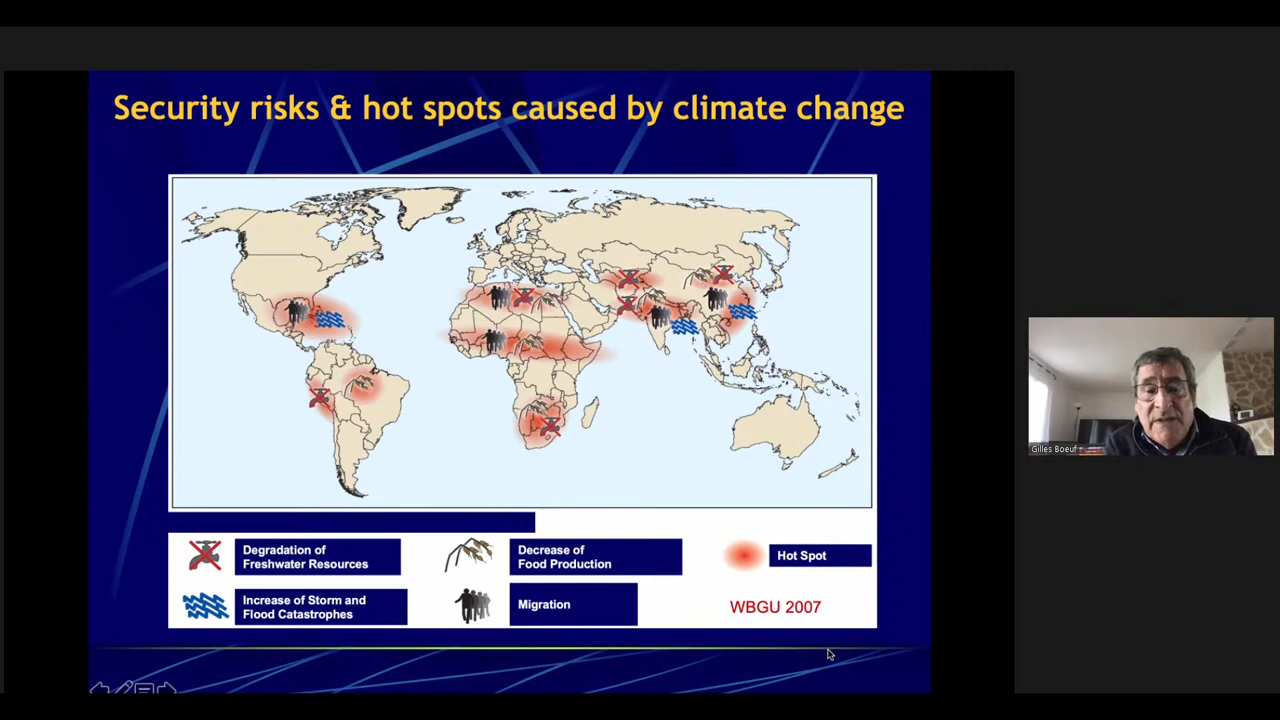 Security risks & hot spots caused by climate change
Degradation of
Freshwater Resources
Decrease of
Food Production
Hot Spot
Increase of Storm and
Flood Catastrophes
Migration
WBGU 2007
Gilles Boeuf